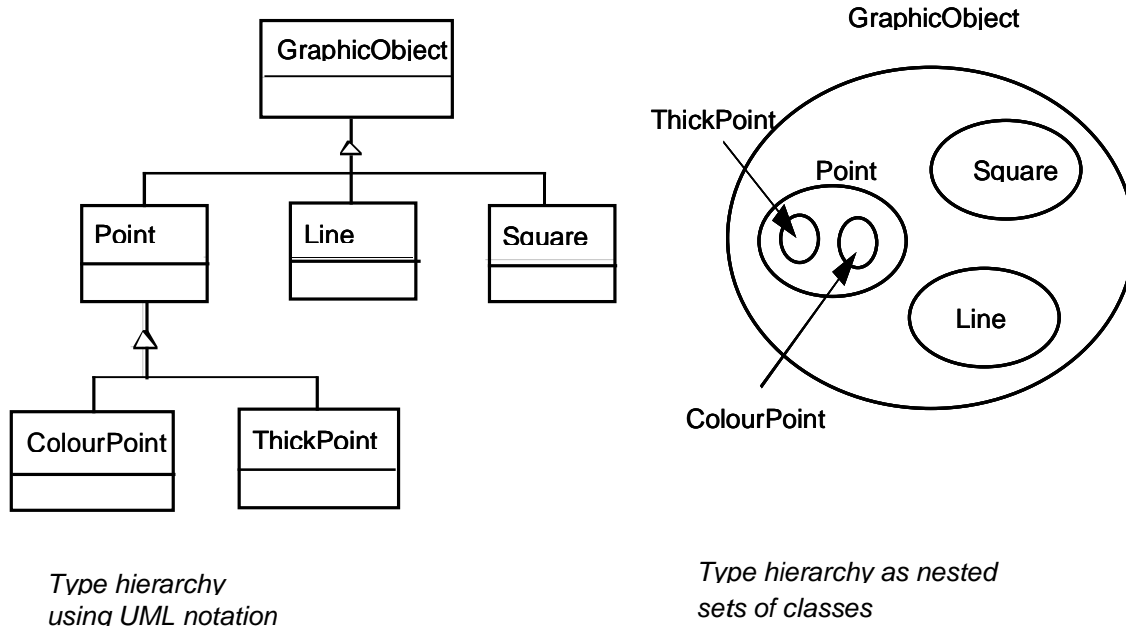 GraphicObject
Point
Line
Square
ColourPoint
ThickPoint
Type hierarchy
using UML notation
GraphicObject
ThickPoint
Point
Square
Line
ColourPoint
Type hierarchy as nested
sets of classes